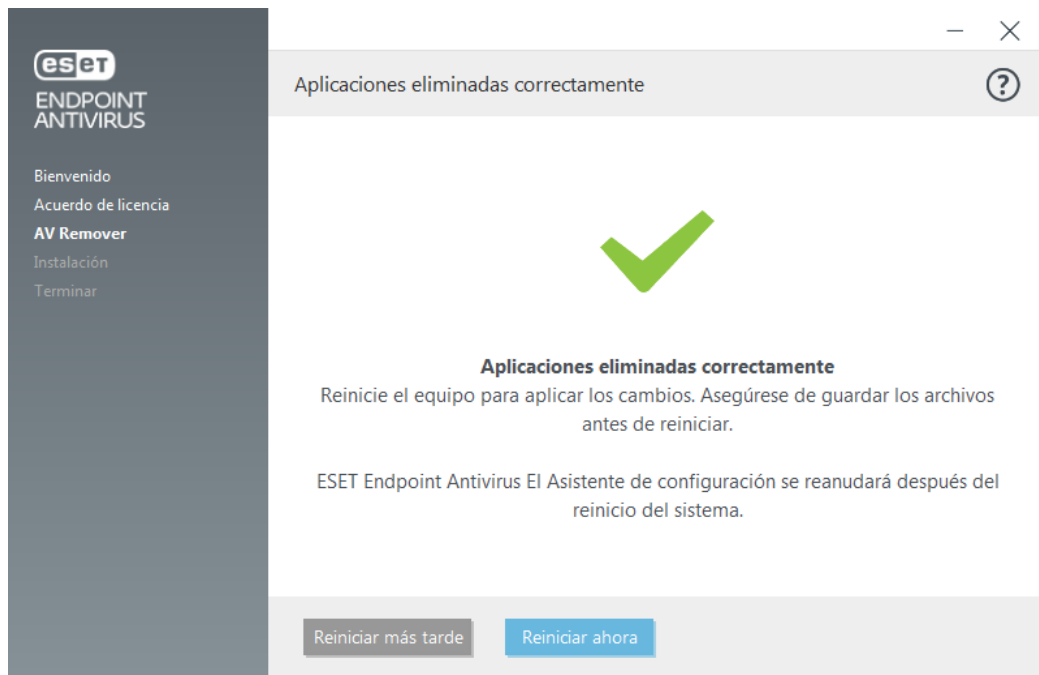 eset
ENDPOINT
ANTIVIRUS
Bienvenido
Acuerdo de licencia
AV Remover
Instalación
Terminar
Aplicaciones eliminadas correctamente
?
Aplicaciones eliminadas correctamente
Reinicie el equipo para aplicar los cambios. Asegúrese de guardar los archivos
antes de reiniciar.
ESET Endpoint Antivirus El Asistente de configuración se reanudará después del
reinicio del sistema.
Reiniciar más tarde
Reiniciar ahora